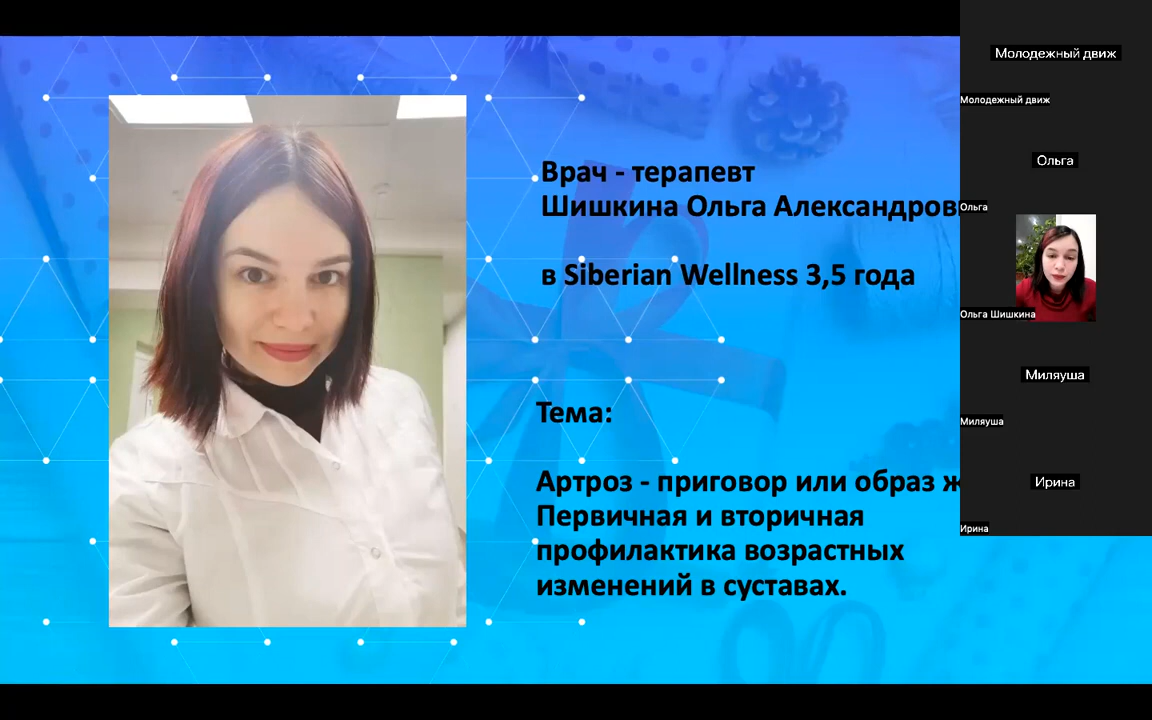 Врач - терапевт
Шишкина Ольга Александров
в Siberian Wellness 3,5 года
Тема:
Артроз - приговор или образ ж
Первичная и вторичная
профилактика возрастных
изменений в суставах.
Молодежный движ
Молодежный движ
Ольга
Ольга
Ольга Шишкина
Миляуша
Миляуша
Ирина
Ирина